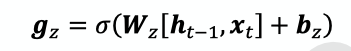 g_z = σ(W_z[h_{t-1}, x_t] + b_z)